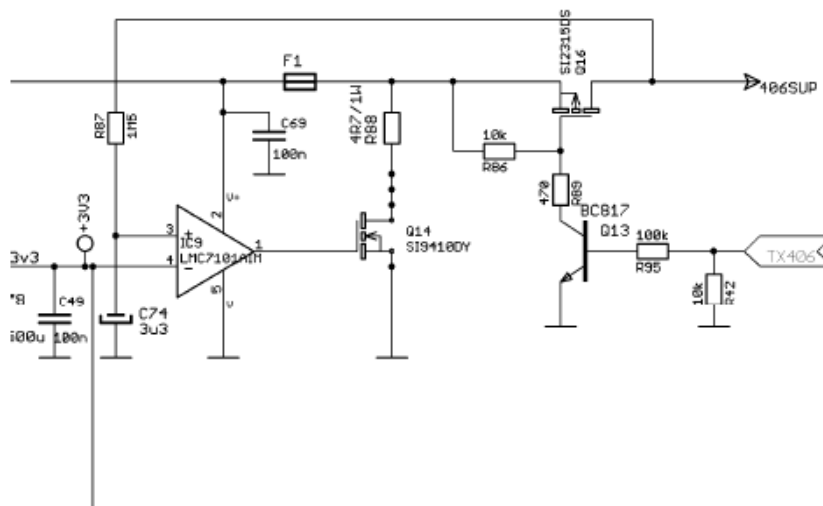 F1
SI2315DS
Q16
406SUP
R87
1M5
C69
100n
4R7/1W
R88
10k
R86
470
R89
BC817
Q13
100k
R95
TX406
10k
R42
+3V3
3v3
V+
2
3
+
IC9
1
LMC7101AIM
4
-
5
Q14
SI9410DY
C49
100n
C74
3u3